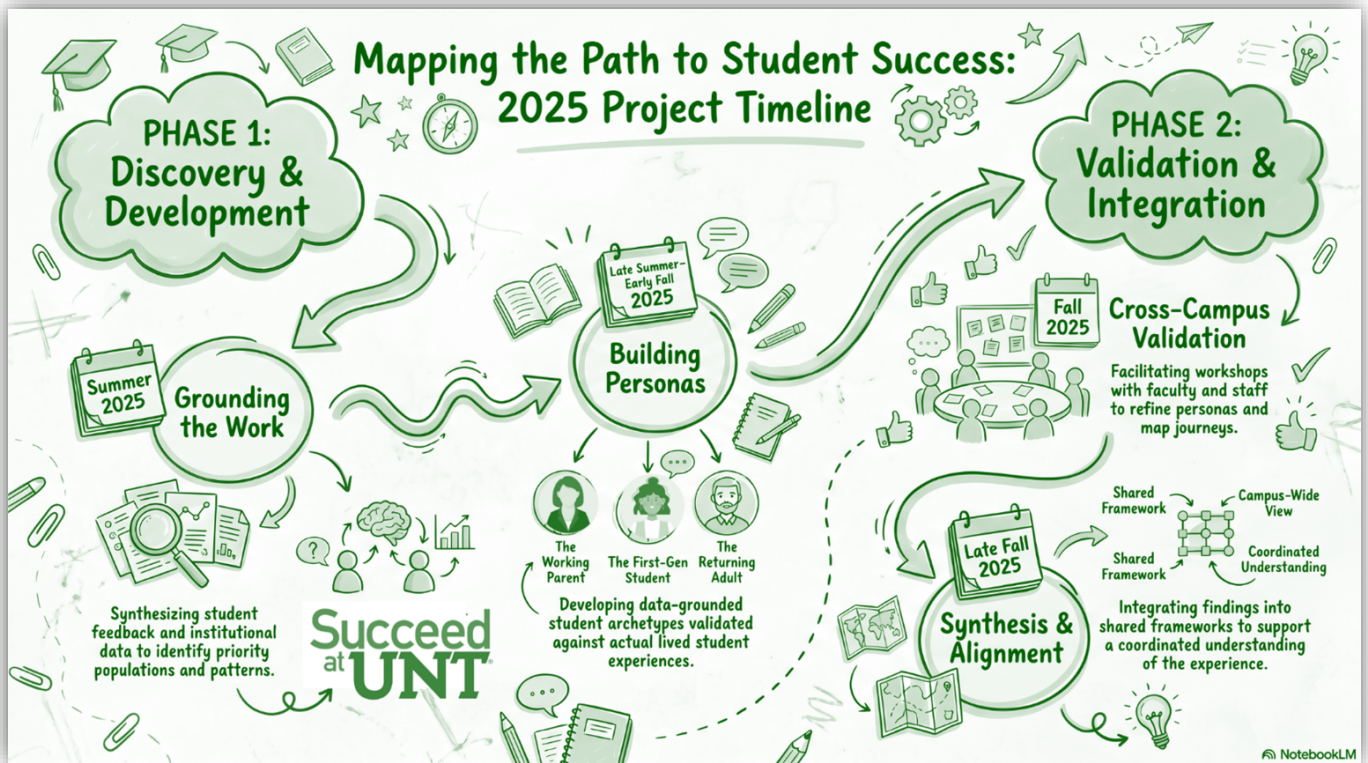 Mapping the Path to Student Success:
2025 Project Timeline
PHASE 1:
Discovery &
Development
Summer
2025
Grounding
the Work
?
Synthesizing student
feedback and institutional
data to identify priority
populations and patterns.
Succeed
at UNT
Late Summer–
Early Fall
2025
Building
Personas
The
Working
Parent
The First-Gen
Student
The
Returning
Adult
Developing data-grounded
student archetypes validated
against actual lived student
experiences.
PHASE 2:
Validation &
Integration
Fall
2025
Cross-Campus
Validation
Facilitating workshops
with faculty and staff
to refine personas and
map journeys.
Late Fall
2025
Synthesis &
Alignment
Shared
Framework
Campus-Wide
View
Shared
Framework
Coordinated
Understanding
Integrating findings into
shared frameworks to support
a coordinated understanding
of the experience.
NotebookLM